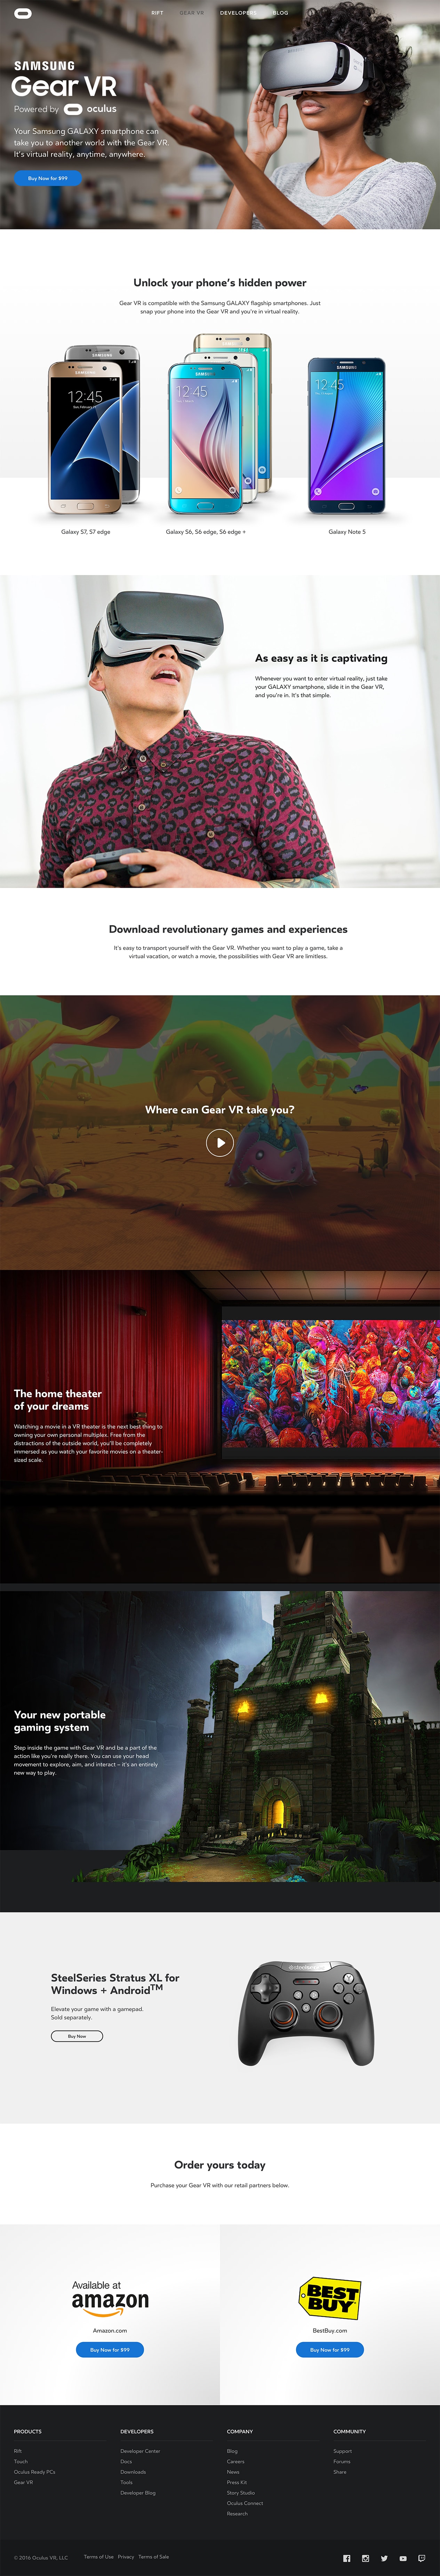 RIFT GEAR VR DEVELOPERS BLOG
SAMSUNG
Gear VR
Powered by oculus
Your Samsung GALAXY smartphone can
take you to another world with the Gear VR.
It's virtual reality, anytime, anywhere.
Buy Now for $99
Unlock your phone's hidden power
Gear VR is compatible with the Samsung GALAXY flagship smartphones. Just
snap your phone into the Gear VR and you're in virtual reality.
SAMSUNG
SAMSUNG
12:45
12:45
SAMSUNG
12:45
Galaxy S7, S7 edge
Galaxy S6, S6 edge, S6 edge +
Galaxy Note 5
As easy as it is captivating
Whenever you want to enter virtual reality, just take
your GALAXY smartphone, slide it in the Gear VR,
and you're in. It's that simple.
Download revolutionary games and experiences
It's easy to transport yourself with the Gear VR. Whether you want to play a game, take a
virtual vacation, or watch a movie, the possibilities with Gear VR are limitless.
Where can Gear VR take you?
The home theater
of your dreams
Watching a movie in a VR theater is the next best thing to
owning your own personal multiplex. Free from the
distractions of the outside world, you'll be completely
immersed as you watch your favorite movies on a theater-
sized scale.
Your new portable
gaming system
Step inside the game with Gear VR and be a part of the
action like you're really there. You can use your head
movement to explore, aim, and interact – it's an entirely
new way to play.
SteelSeries Stratus XL for
Windows + Android™
Elevate your game with a gamepad.
Sold separately.
Buy Now
Order yours today
Purchase your Gear VR with our retail partners below.
Available at
amazon
Amazon.com
Buy Now for $99
BEST
BUY
BestBuy.com
Buy Now for $99
PRODUCTS
Rift
Touch
Oculus Ready PCs
Gear VR
DEVELOPERS
Developer Center
Docs
Downloads
Tools
Developer Blog
COMPANY
Blog
Careers
News
Press Kit
Story Studio
Oculus Connect
Research
COMMUNITY
Support
Forums
Share
© 2016 Oculus VR, LLC Terms of Use Privacy Terms of Sale